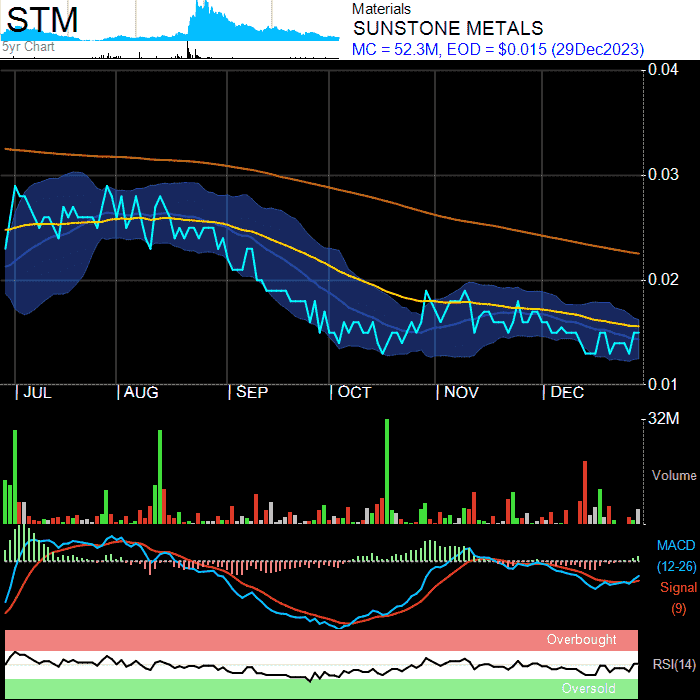 STM
5yr Chart
Materials
SUNSTONE METALS
MC = 52.3M, EOD = $0.015 (29Dec2023)
0.04
0.03
0.02
0.01
JUL
AUG
SEP
OCT
NOV
DEC
32M
Volume
MACD
(12-26)
Signal
(9)
Overbought
RSI(14)
Oversold